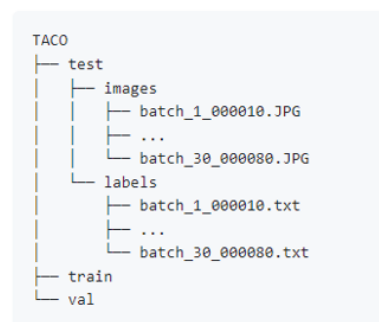 TACO
├── test
│   ├── images
│   │   ├── batch_1_000010.JPG
│   │   ├── ...
│   │   └── batch_30_000080.JPG
│   └── labels
│       ├── batch_1_000010.txt
│       ├── ...
│       └── batch_30_000080.txt
├── train
└── val